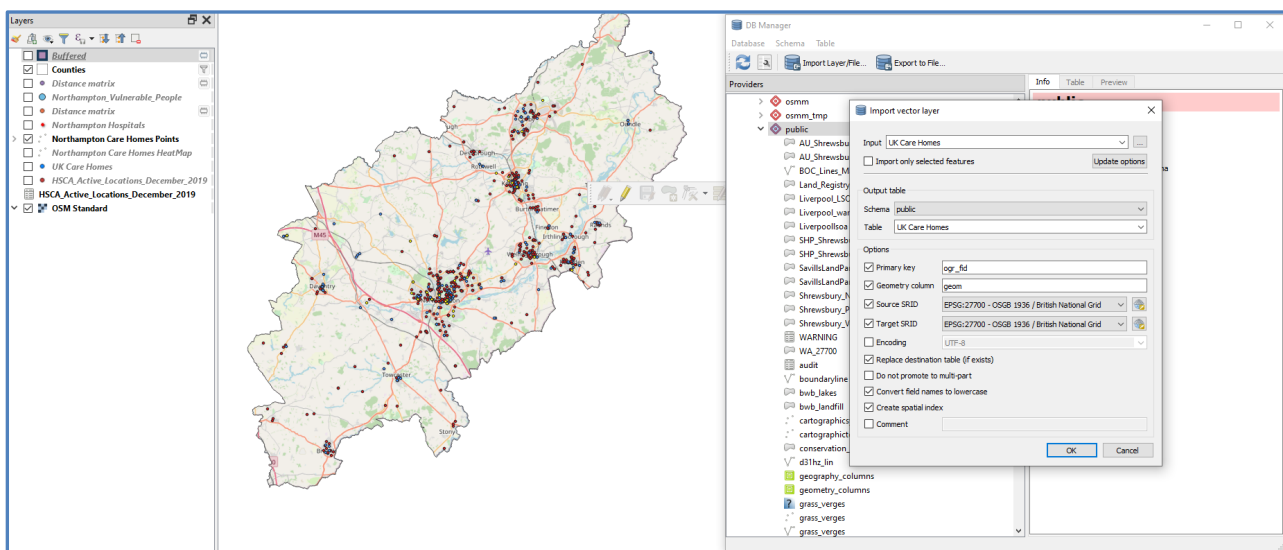 Layers
Buffered
Counties
Distance matrix
Northampton_Vulnerable_People
Distance matrix
Northampton Hospitals
Northampton Care Homes Points
Northampton Care Homes HeatMap
UK Care Homes
HSCA_Active_Locations_December_2019
HSCA_Active_Locations_December_2019
OSM Standard
Oundle
M45
Daventry
Towcester
DB Manager
Database Schema Table
Import Layer/File... Export to File...
Providers
Info Table Preview
osmm
osmm_tmp
public
AU_Shrewsbu
AU_Shrewsbu
BOC_Lines_M
Land_Registry
Liverpool_LSO
Liverpool_war
Liverpoollsoa
SHP_Shrewsb
SHP_Shrewsb
SavillsLandPa
SavillsLandPa
Shrewsbury_N
Shrewsbury_P
Shrewsbury_V
WARNING
WA_27700
audit
boundaryline
bwb_lakes
bwb_landfill
cartographics
cartographict
conservation_
d31hz_lin
geography_columns
geometry_columns
grass_verges
grass_verges
grass_verges
Import vector layer
Input UK Care Homes ...
Import only selected features Update options
Output table
Schema public
Table UK Care Homes
Options
Primary key ogr_fid
Geometry column geom
Source SRID EPSG:27700 - OSGB 1936 / British National Grid
Target SRID EPSG:27700 - OSGB 1936 / British National Grid
Encoding UTF-8
Replace destination table (if exists)
Do not promote to multi-part
Convert field names to lowercase
Create spatial index
Comment
OK Cancel